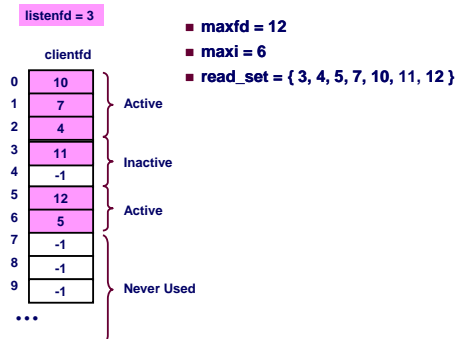 listenfd = 3
clientfd
0 10
1 7
2 4
3 11
4 -1
5 12
6 5
7 -1
8 -1
9 -1
...
Active
Inactive
Active
Never Used
■ maxfd = 12
■ maxi = 6
■ read_set = { 3, 4, 5, 7, 10, 11, 12 }